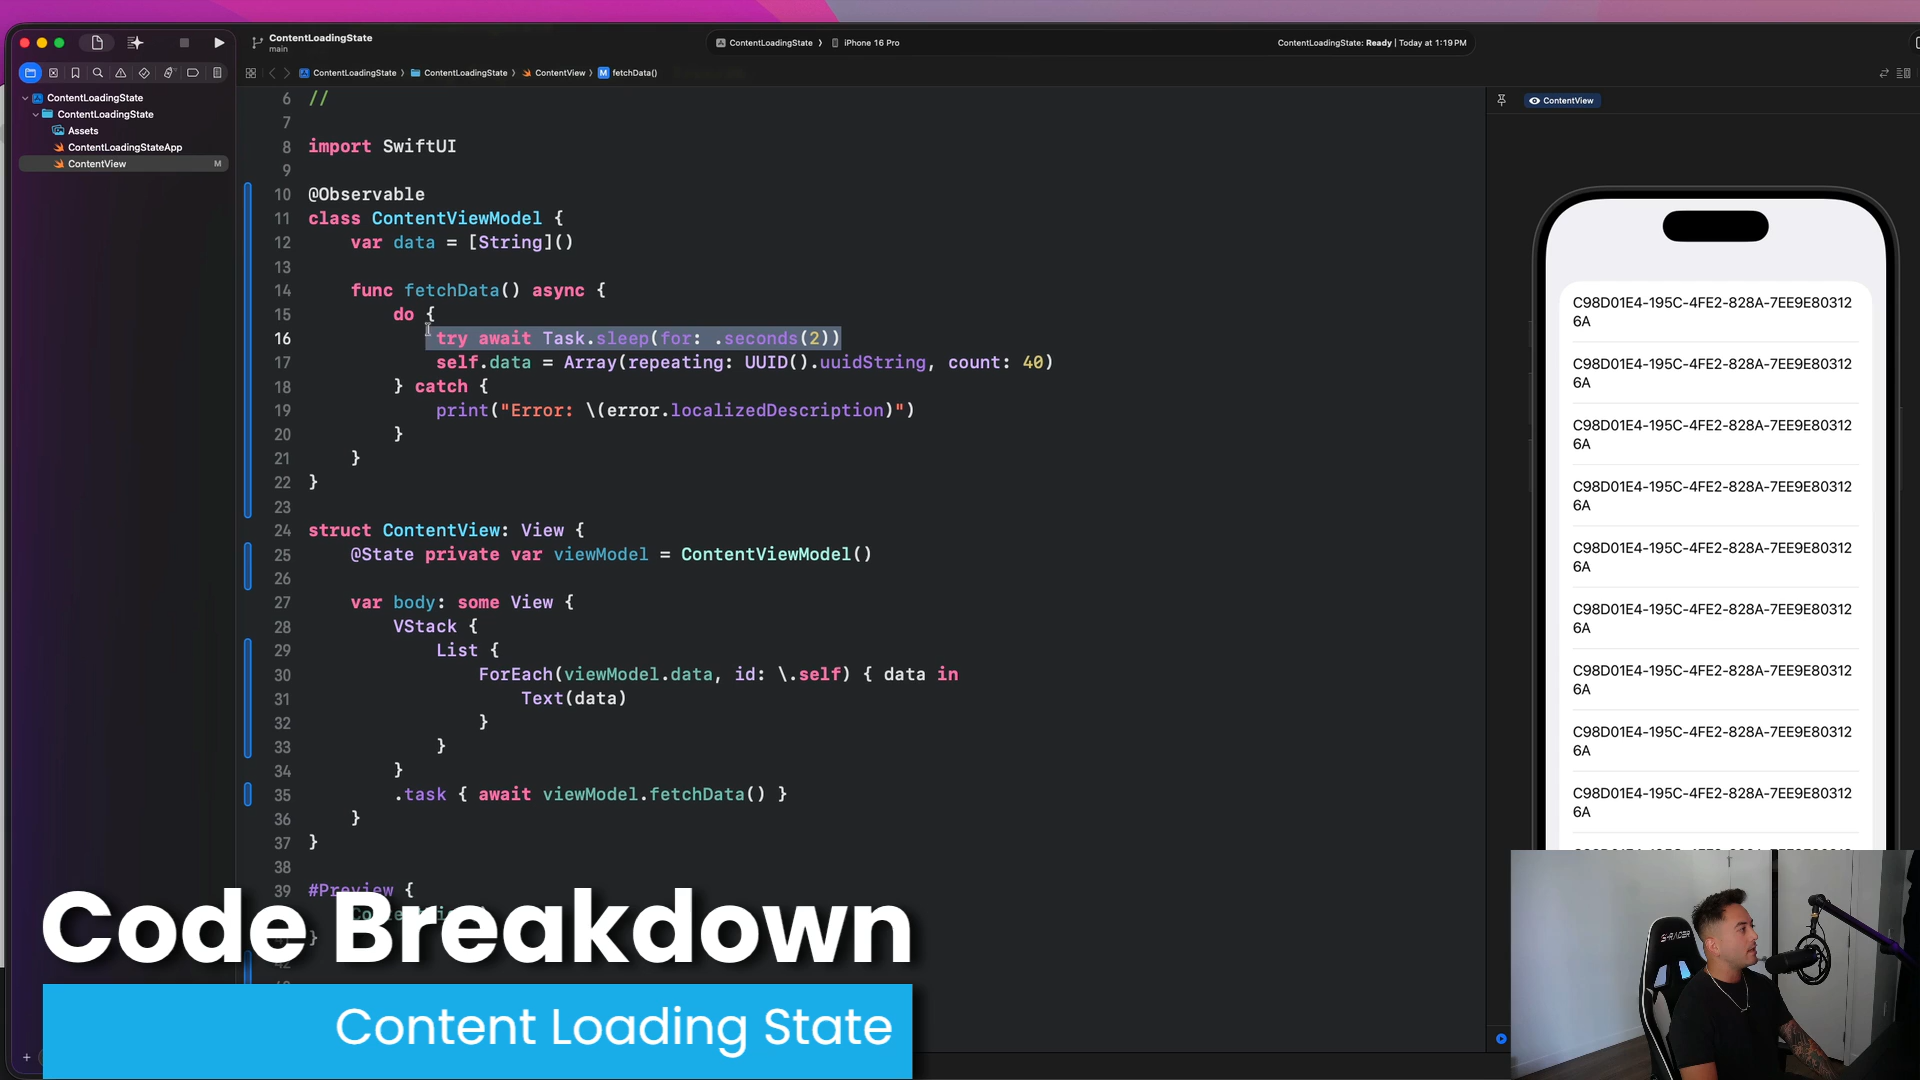 ContentLoadingState
main
ContentLoadingState
iPhone 16 Pro
ContentLoadingState: Ready | Today at 1:19 PM
ContentLoadingState
ContentLoadingState
ContentView
M fetchData()
ContentLoadingState
ContentLoadingState
Assets
ContentLoadingStateApp
ContentView M
6 //
7
8 import SwiftUI
9
10 @Observable
11 class ContentViewModel {
12 var data = [String]()
13
14 func fetchData() async {
15 do {
16 try await Task.sleep(for: .seconds(2))
17 self.data = Array(repeating: UUID().uuidString, count: 40)
18 } catch {
19 print("Error: \(error.localizedDescription)")
20 }
21 }
22 }
23
24 struct ContentView: View {
25 @State private var viewModel = ContentViewModel()
26
27 var body: some View {
28 VStack {
29 List {
30 ForEach(viewModel.data, id: \.self) { data in
31 Text(data)
32 }
33 }
34 }
35 .task { await viewModel.fetchData() }
36 }
37 }
38
39 #Preview {
}
Code Breakdown
Content Loading State
ContentView
C98D01E4-195C-4FE2-828A-7EE9E80312
6A
C98D01E4-195C-4FE2-828A-7EE9E80312
6A
C98D01E4-195C-4FE2-828A-7EE9E80312
6A
C98D01E4-195C-4FE2-828A-7EE9E80312
6A
C98D01E4-195C-4FE2-828A-7EE9E80312
6A
C98D01E4-195C-4FE2-828A-7EE9E80312
6A
C98D01E4-195C-4FE2-828A-7EE9E80312
6A
C98D01E4-195C-4FE2-828A-7EE9E80312
6A
C98D01E4-195C-4FE2-828A-7EE9E80312
6A
S-RACER